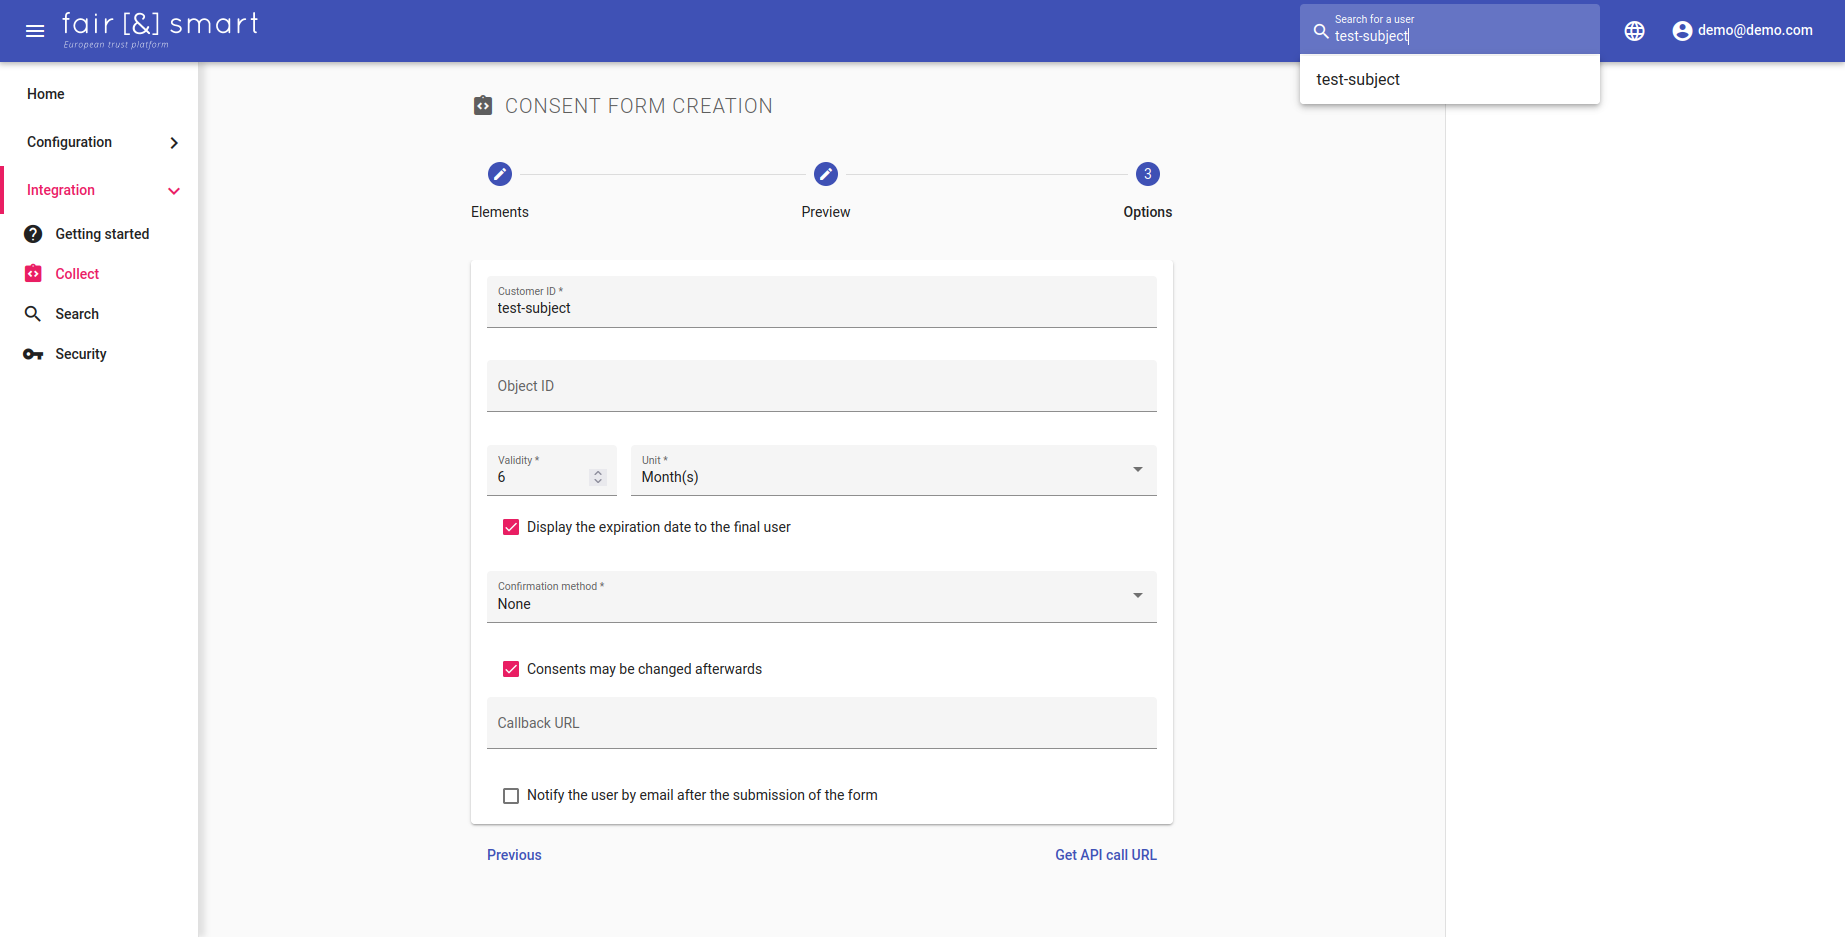 fair [&] smart
European trust platform
Search for a user
test-subject
demo@demo.com
test-subject
Home
Configuration
Integration
Getting started
Collect
Search
Security
CONSENT FORM CREATION
3
Elements
Preview
Options
Customer ID *
test-subject
Object ID
Validity *
6
Unit *
Month(s)
Display the expiration date to the final user
Confirmation method *
None
Consents may be changed afterwards
Callback URL
Notify the user by email after the submission of the form
Previous
Get API call URL